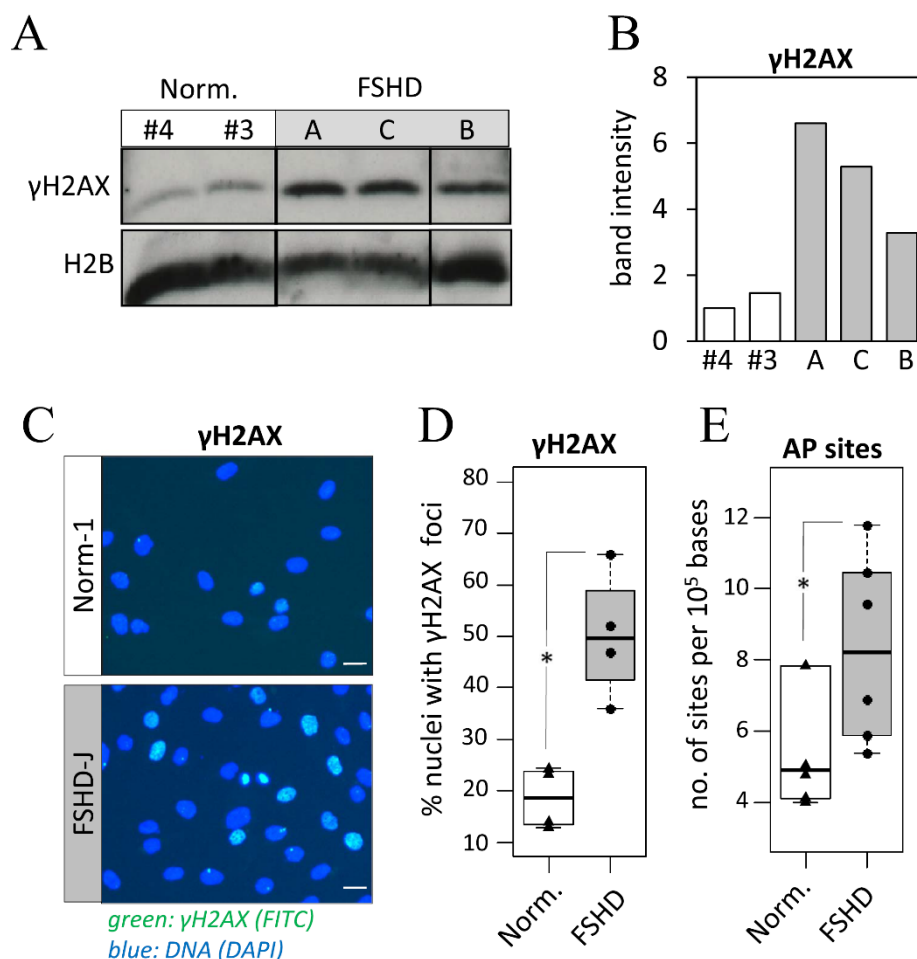 A
Norm. FSHD
#4 #3 A C B
γH2AX
H2B
B
γH2AX
band intensity
8
6
4
2
0
#4 #3 A C B
C
γH2AX
Norm-1
FSHD-J
green: γH2AX (FITC)
blue: DNA (DAPI)
D
γH2AX
% nuclei with γH2AX foci
80
70
60
50
40
30
20
10
*
Norm. FSHD
E
AP sites
no. of sites per 10⁵ bases
12
10
8
6
4
*
Norm. FSHD